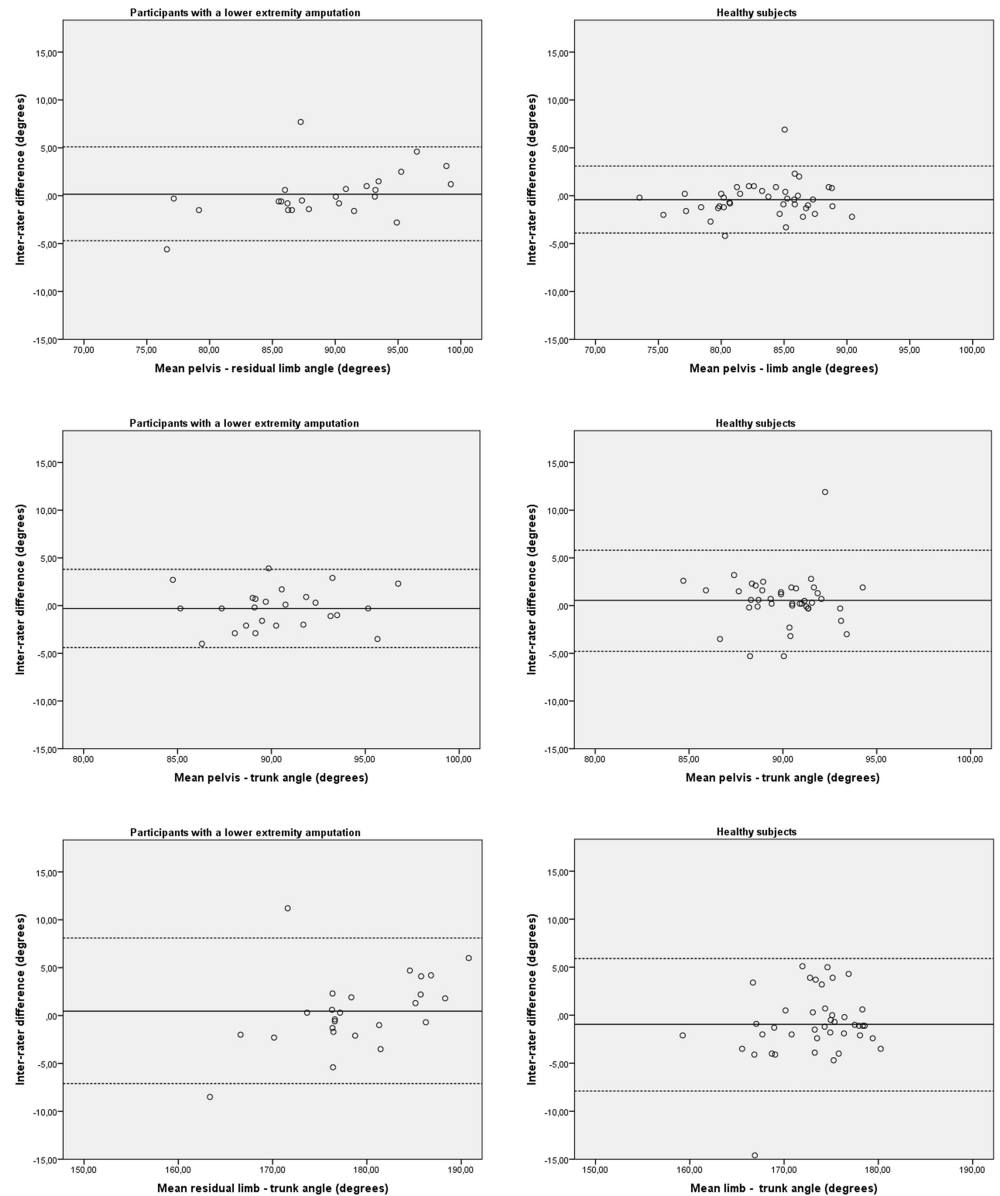 Participants with a lower extremity amputation
Inter-rater difference (degrees)
15,00
10,00
5,00
,00
-5,00
-10,00
-15,00
70,00 75,00 80,00 85,00 90,00 95,00 100,00
Mean pelvis - residual limb angle (degrees)
Healthy subjects
Inter-rater difference (degrees)
15,00
10,00
5,00
,00
-5,00
-10,00
-15,00
70,00 75,00 80,00 85,00 90,00 95,00 100,00
Mean pelvis - limb angle (degrees)
Participants with a lower extremity amputation
Inter-rater difference (degrees)
15,00
10,00
5,00
,00
-5,00
-10,00
-15,00
80,00 85,00 90,00 95,00 100,00
Mean pelvis - trunk angle (degrees)
Healthy subjects
Inter-rater difference (degrees)
15,00
10,00
5,00
,00
-5,00
-10,00
-15,00
80,00 85,00 90,00 95,00 100,00
Mean pelvis - trunk angle (degrees)
Participants with a lower extremity amputation
Inter-rater difference (degrees)
15,00
10,00
5,00
,00
-5,00
-10,00
-15,00
150,00 160,00 170,00 180,00 190,00
Mean residual limb - trunk angle (degrees)
Healthy subjects
Inter-rater difference (degrees)
15,00
10,00
5,00
,00
-5,00
-10,00
-15,00
150,00 160,00 170,00 180,00 190,00
Mean limb - trunk angle (degrees)